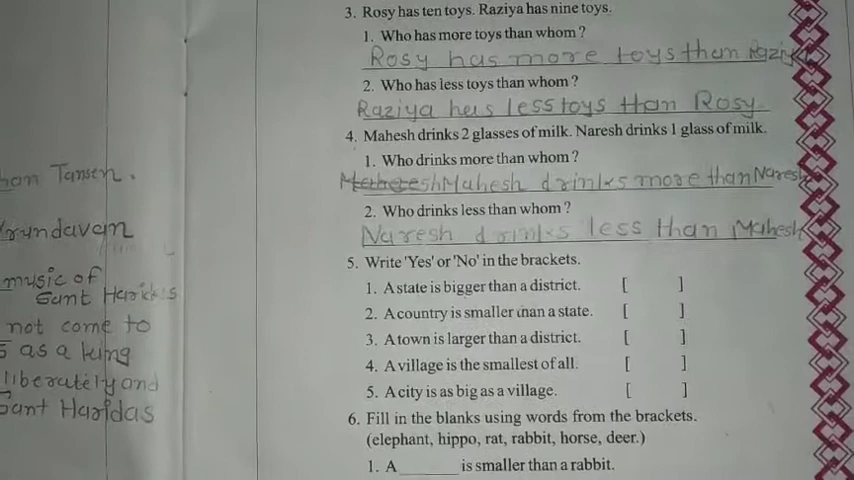 han Tansen.
Vrundavan
music of
Sant Haridas
not come to
as a king
liberately and
Sant Haridas
3. Rosy has ten toys. Raziya has nine toys.
1. Who has more toys than whom?
Rosy has more toys than Raziya
2. Who has less toys than whom?
Raziya has less toys than Rosy
4. Mahesh drinks 2 glasses of milk. Naresh drinks 1 glass of milk.
1. Who drinks more than whom?
Mahesh drinks more than Naresh
2. Who drinks less than whom?
Naresh drinks less than Mahesh
5. Write 'Yes' or 'No' in the brackets.
1. A state is bigger than a district. [ ]
2. A country is smaller than a state. [ ]
3. A town is larger than a district. [ ]
4. A village is the smallest of all. [ ]
5. A city is as big as a village. [ ]
6. Fill in the blanks using words from the brackets.
(elephant, hippo, rat, rabbit, horse, deer.)
1. A ______ is smaller than a rabbit.